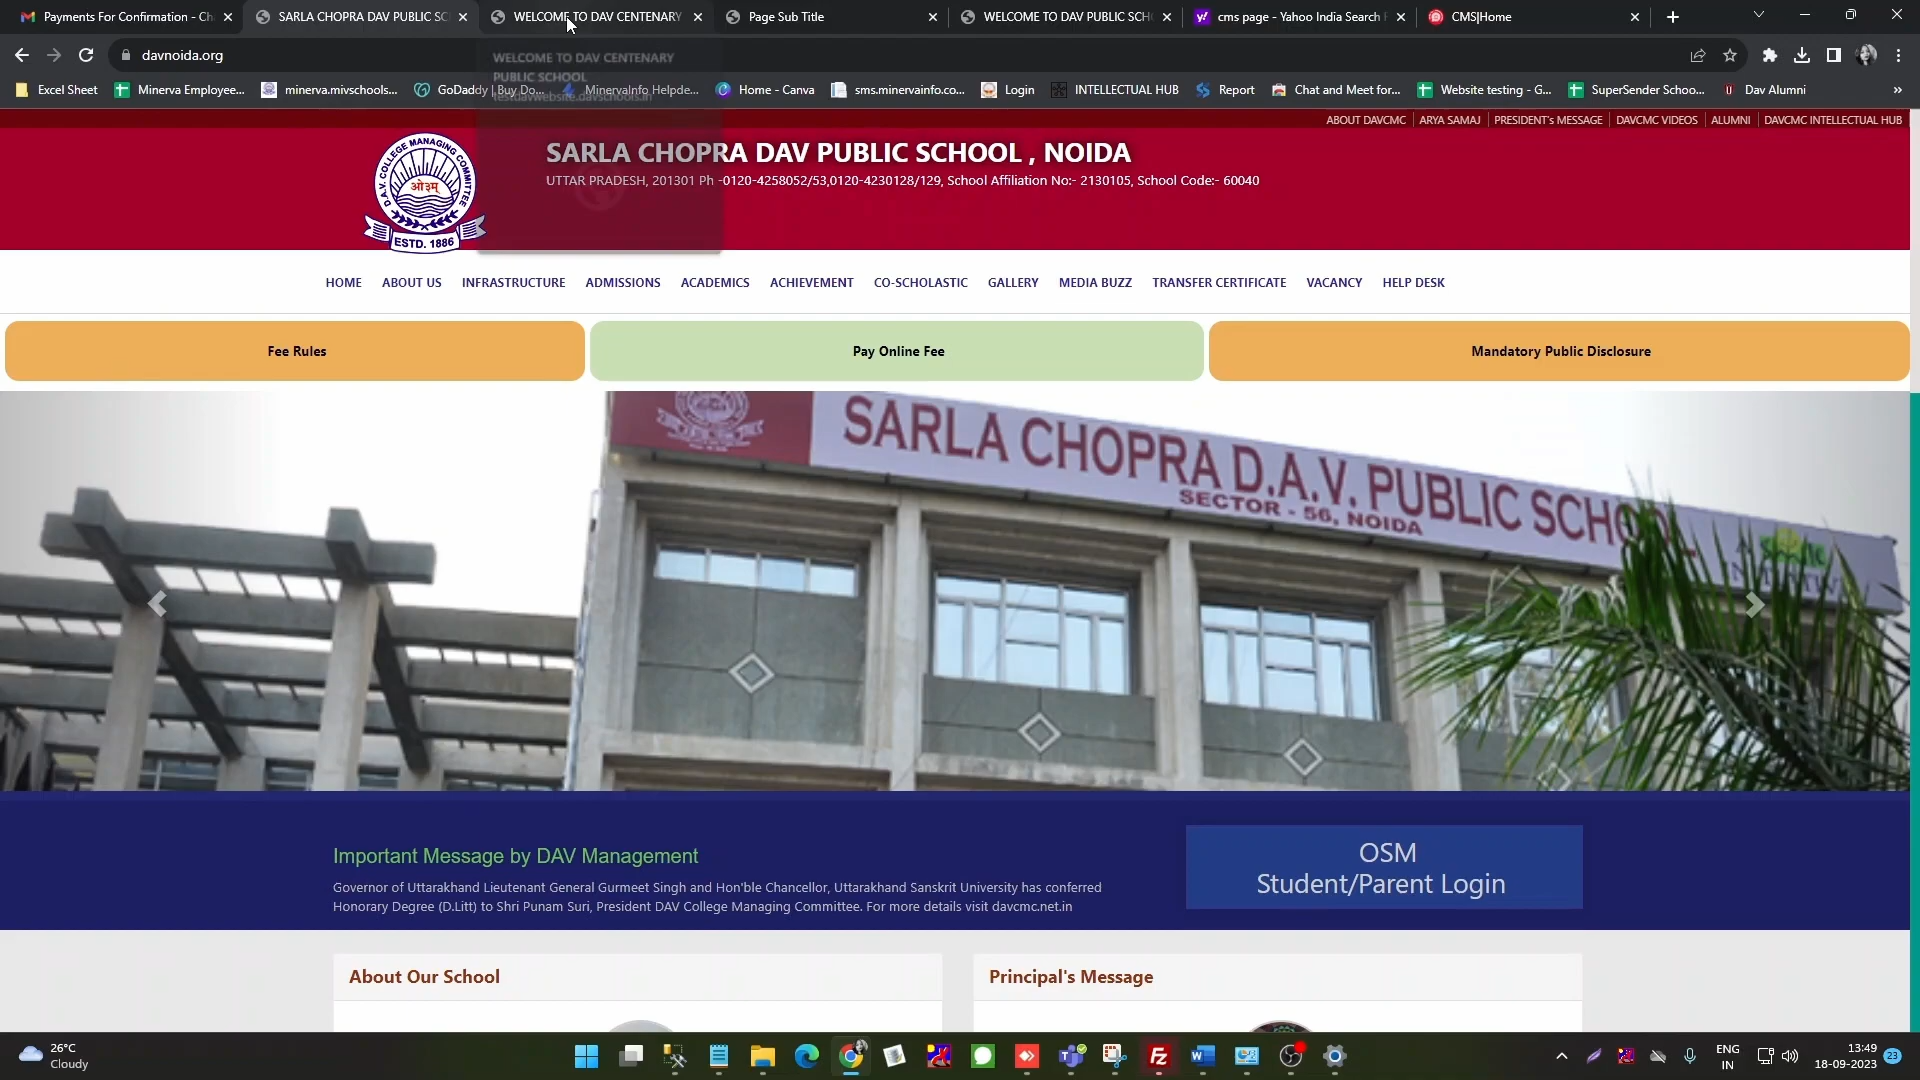 Payments For Confirmation - Ch
SARLA CHOPRA DAV PUBLIC SC
WELCOME TO DAV CENTENARY
Page Sub Title
WELCOME TO DAV PUBLIC SCH
cms page - Yahoo India Search
CMS|Home
davnoida.org
WELCOME TO DAV CENTENARY
PUBLIC SCHOOL
testdavwebsite.davschools.in
Excel Sheet
Minerva Employee...
minerva.mivschools...
GoDaddy | Buy Do...
MinervaInfo Helpde...
Home - Canva
sms.minervainfo.co...
Login
INTELLECTUAL HUB
Report
Chat and Meet for...
Website testing - G...
SuperSender Schoo...
Dav Alumni
»
ABOUT DAVCMC
ARYA SAMAJ
PRESIDENT's MESSAGE
DAVCMC VIDEOS
ALUMNI
DAVCMC INTELLECTUAL HUB
D.A.V. COLLEGE MANAGING COMMITTEE
ओ३म्
ESTD. 1886
SARLA CHOPRA DAV PUBLIC SCHOOL , NOIDA
UTTAR PRADESH, 201301 Ph -0120-4258052/53,0120-4230128/129, School Affiliation No:- 2130105, School Code:- 60040
HOME
ABOUT US
INFRASTRUCTURE
ADMISSIONS
ACADEMICS
ACHIEVEMENT
CO-SCHOLASTIC
GALLERY
MEDIA BUZZ
TRANSFER CERTIFICATE
VACANCY
HELP DESK
Fee Rules
Pay Online Fee
Mandatory Public Disclosure
SARLA CHOPRA D.A.V. PUBLIC SCHOOL
SECTOR - 56, NOIDA
Important Message by DAV Management
Governor of Uttarakhand Lieutenant General Gurmeet Singh and Hon'ble Chancellor, Uttarakhand Sanskrit University has conferred
Honorary Degree (D.Litt) to Shri Punam Suri, President DAV College Managing Committee. For more details visit davcmc.net.in
OSM
Student/Parent Login
About Our School
Principal's Message
26°C
Cloudy
ENG
IN
13:49
18-09-2023
23